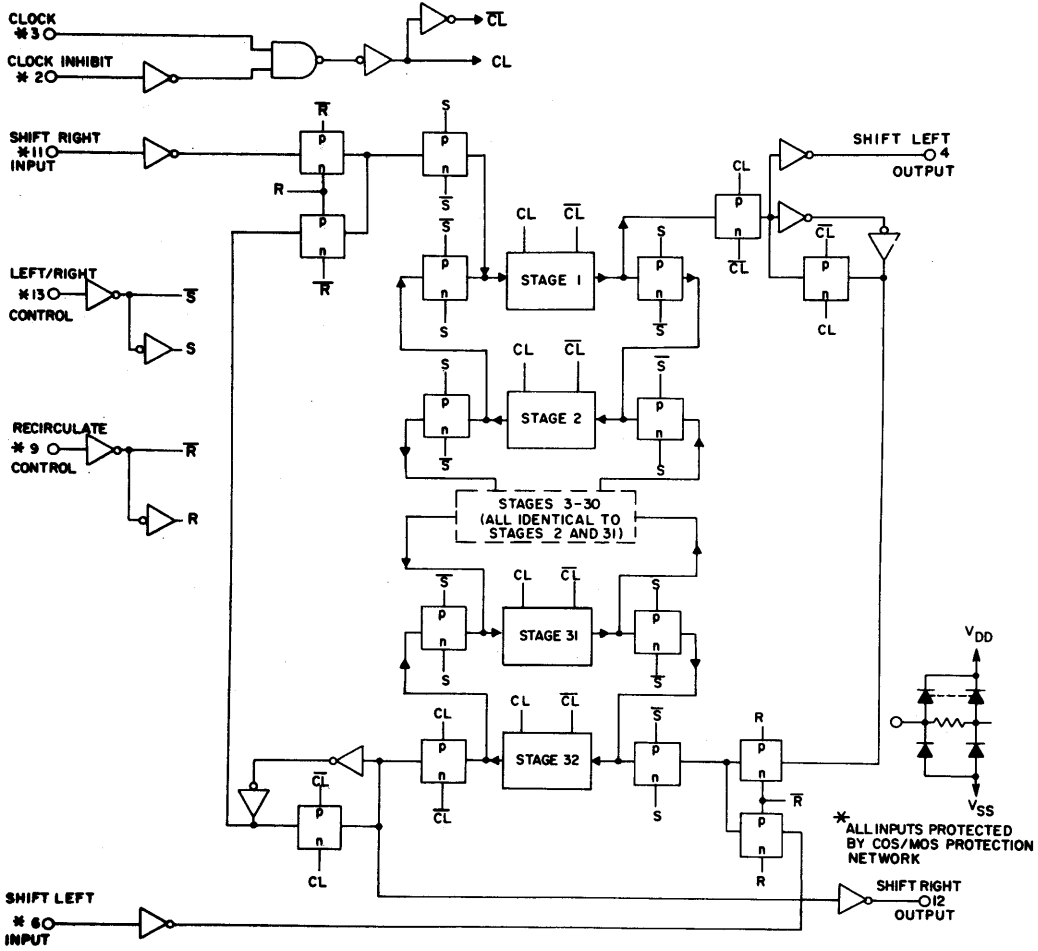 CLOCK
*3
C̅L̅
CL
CLOCK INHIBIT
* 2
SHIFT RIGHT
*11
INPUT
R̅
p
n
R
p
n
R̅
S
p
n
S̅
S̅
p
n
S
CL C̅L̅
STAGE 1
S
p
n
S̅
CL
p
n
C̅L̅
SHIFT LEFT
4
OUTPUT
C̅L̅
p
n
CL
LEFT/RIGHT
*13
CONTROL
S̅
S
S
p
n
S̅
CL C̅L̅
STAGE 2
S̅
p
n
S
RECIRCULATE
* 9
CONTROL
R̅
R
STAGES 3-30
(ALL IDENTICAL TO
STAGES 2 AND 31)
S̅
p
n
S
CL C̅L̅
STAGE 31
S
p
n
S̅
CL
p
n
C̅L̅
CL C̅L̅
STAGE 32
S̅
p
n
S
R
p
n
R̅
p
n
R
C̅L̅
p
n
CL
VDD
VSS
*
ALL INPUTS PROTECTED
BY COS/MOS PROTECTION
NETWORK
SHIFT RIGHT
12
OUTPUT
SHIFT LEFT
* 6
INPUT